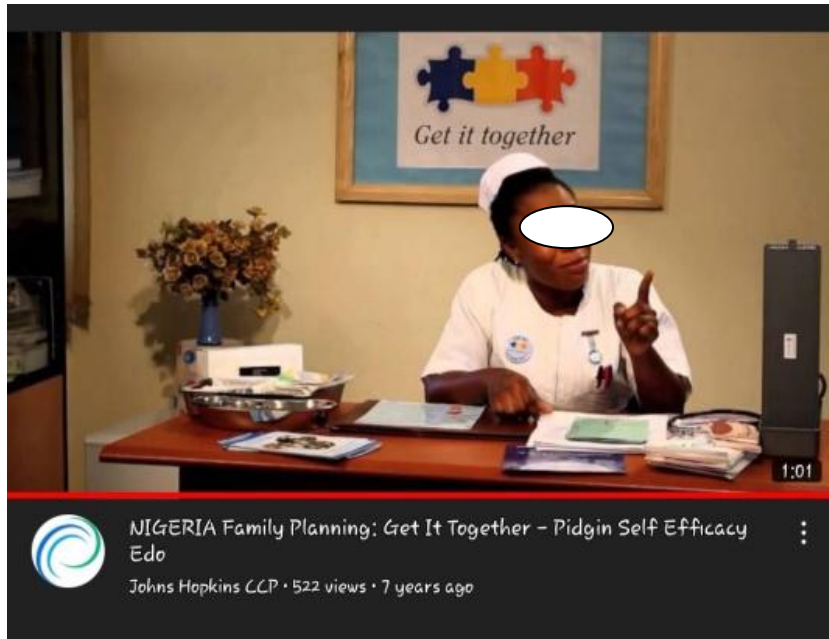 Get it together
1:01
NIGERIA Family Planning: Get It Together – Pidgin Self Efficacy
Edo
Johns Hopkins CCP • 522 views • 7 years ago